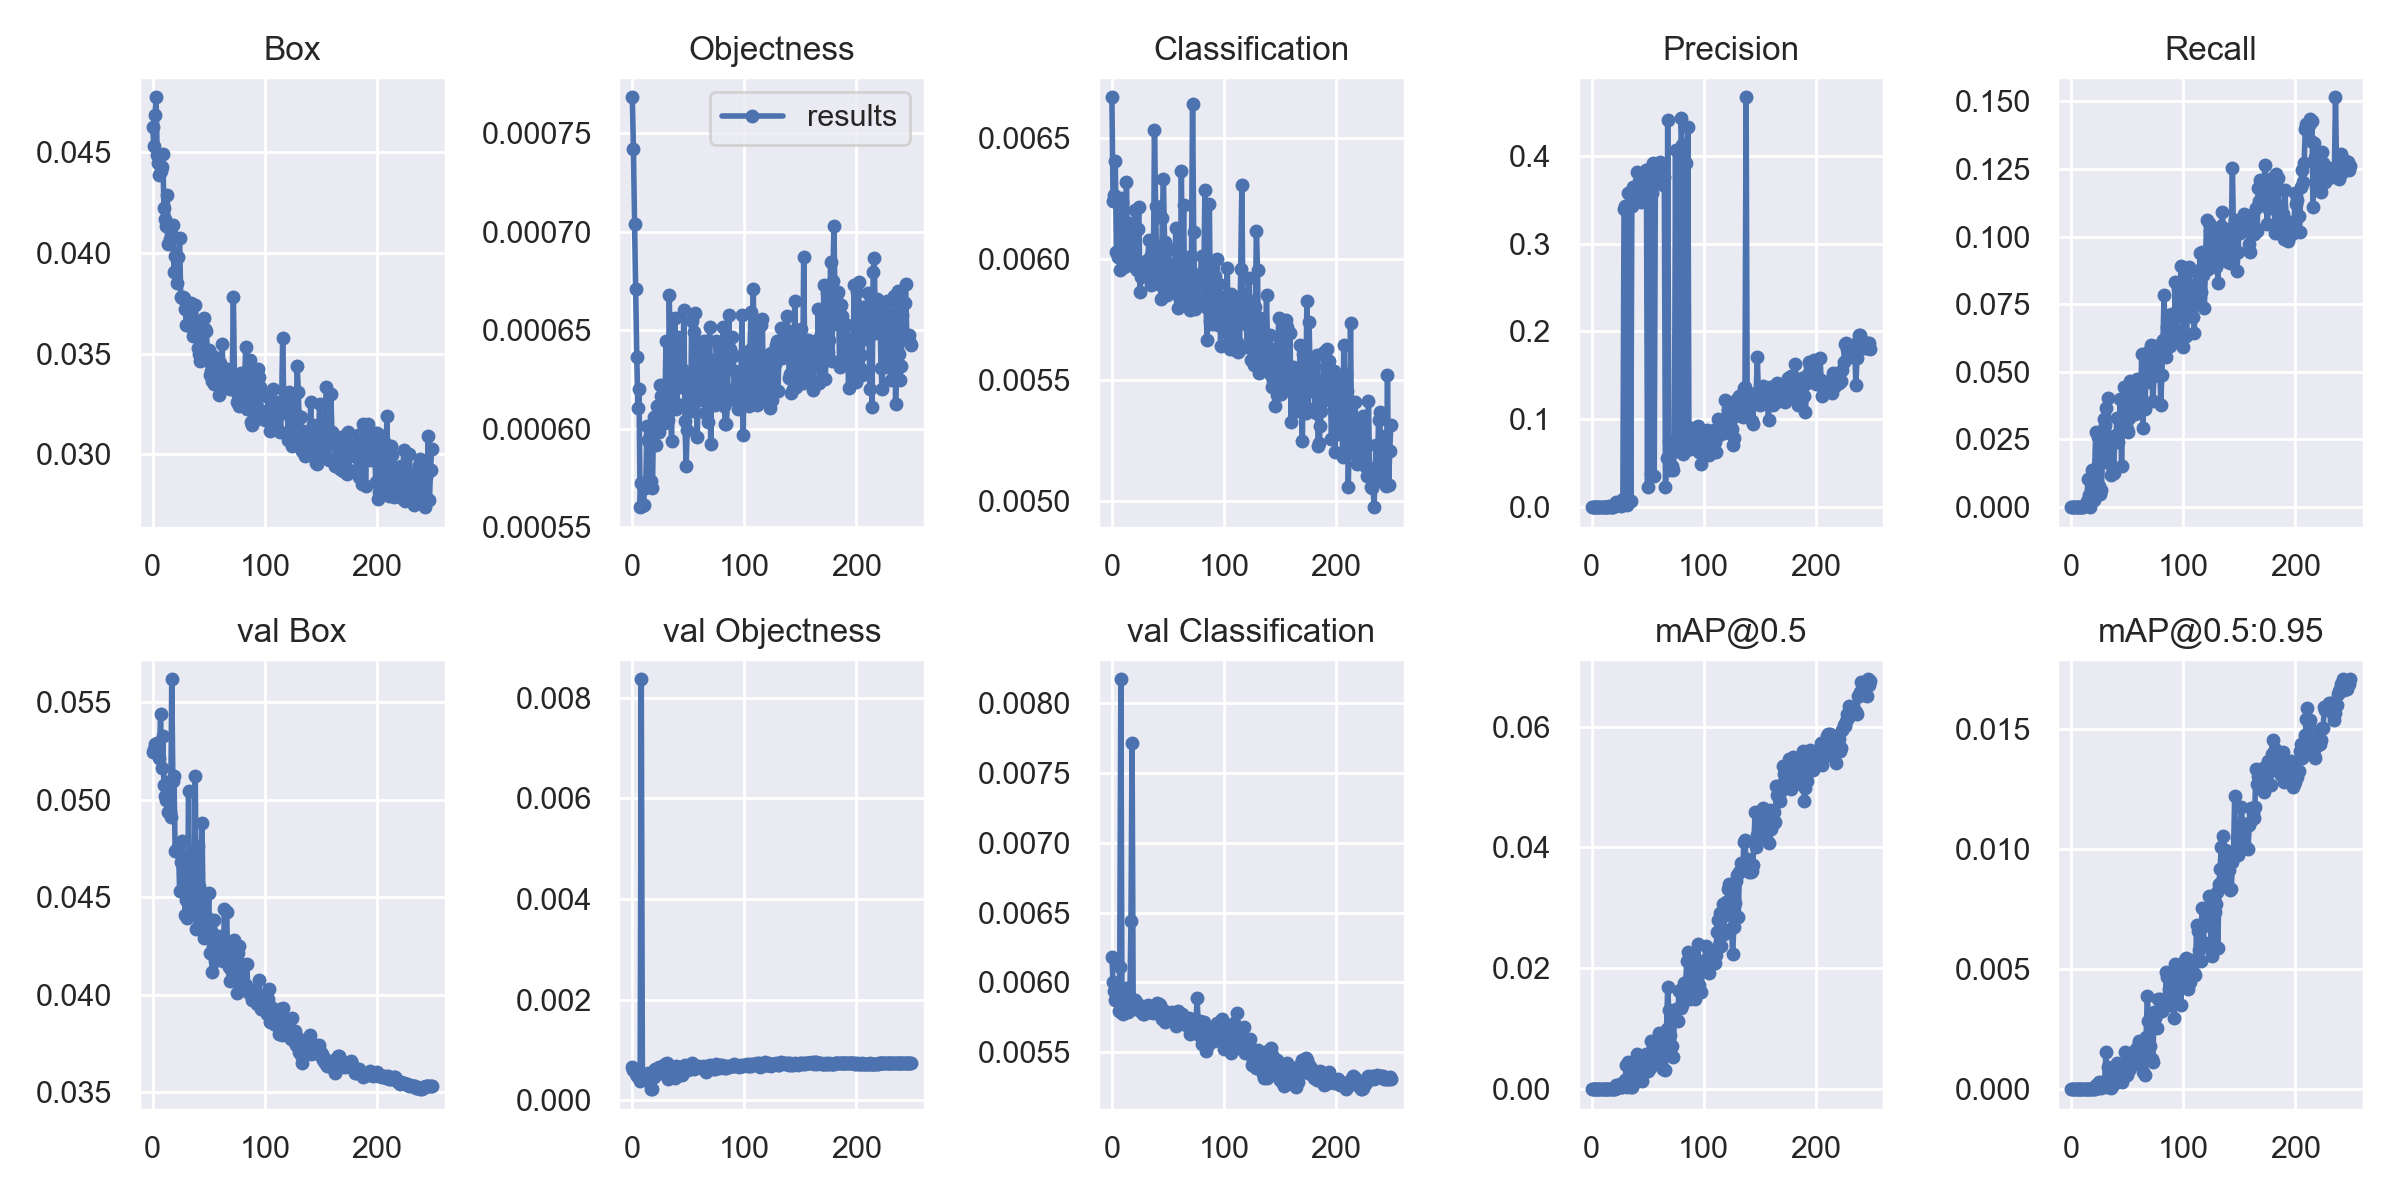 Box
Objectness
Classification
Precision
Recall
results
0.045
0.040
0.035
0.030
0 100 200
0.00075
0.00070
0.00065
0.00060
0.00055
0 100 200
0.0065
0.0060
0.0055
0.0050
0 100 200
0.4
0.3
0.2
0.1
0.0
0 100 200
0.150
0.125
0.100
0.075
0.050
0.025
0.000
0 100 200
val Box
val Objectness
val Classification
mAP@0.5
mAP@0.5:0.95
0.055
0.050
0.045
0.040
0.035
0 100 200
0.008
0.006
0.004
0.002
0.000
0 100 200
0.0080
0.0075
0.0070
0.0065
0.0060
0.0055
0 100 200
0.06
0.04
0.02
0.00
0 100 200
0.015
0.010
0.005
0.000
0 100 200